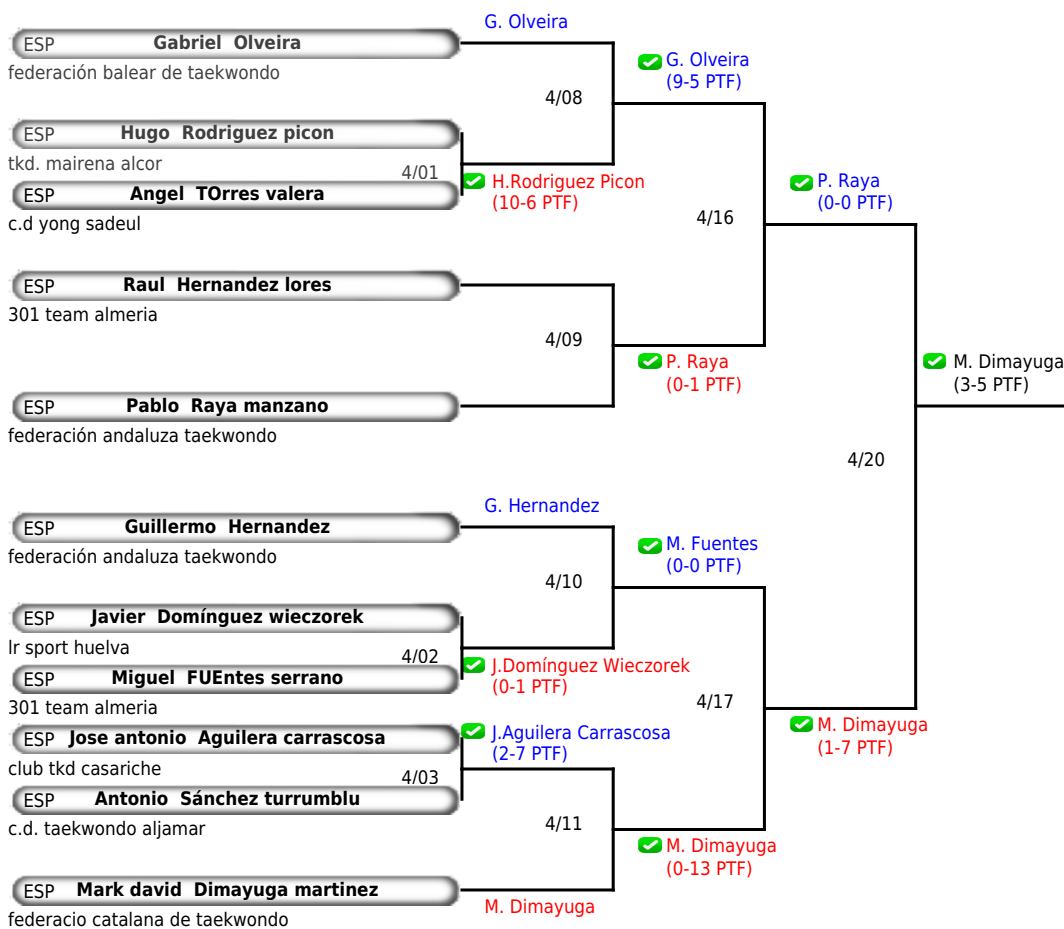 G. Olveira
ESP Gabriel Olveira
federación balear de taekwondo
G. Olveira
(9-5 PTF)
4/08
ESP Hugo Rodriguez picon
tkd. mairena alcor
4/01
H.Rodriguez Picon
(10-6 PTF)
ESP Angel TOrres valera
c.d yong sadeul
P. Raya
(0-0 PTF)
4/16
ESP Raul Hernandez lores
301 team almeria
4/09
P. Raya
(0-1 PTF)
M. Dimayuga
(3-5 PTF)
ESP Pablo Raya manzano
federación andaluza taekwondo
4/20
G. Hernandez
ESP Guillermo Hernandez
federación andaluza taekwondo
M. Fuentes
(0-0 PTF)
4/10
ESP Javier Domínguez wieczorek
lr sport huelva
4/02
J.Domínguez Wieczorek
(0-1 PTF)
ESP Miguel FUEntes serrano
301 team almeria
4/17
ESP Jose antonio Aguilera carrascosa
club tkd casariche
J.Aguilera Carrascosa
(2-7 PTF)
M. Dimayuga
(1-7 PTF)
4/03
ESP Antonio Sánchez turrumblu
c.d. taekwondo aljamar
4/11
M. Dimayuga
(0-13 PTF)
ESP Mark david Dimayuga martinez
federacio catalana de taekwondo
M. Dimayuga